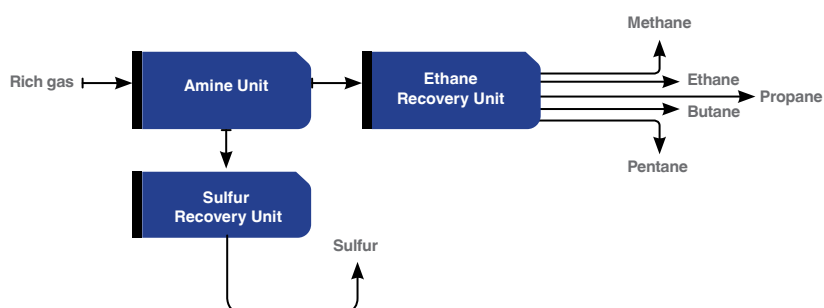 Methane
Rich gas
Amine Unit
Ethane
Recovery Unit
Ethane
Propane
Butane
Pentane
Sulfur
Recovery Unit
Sulfur